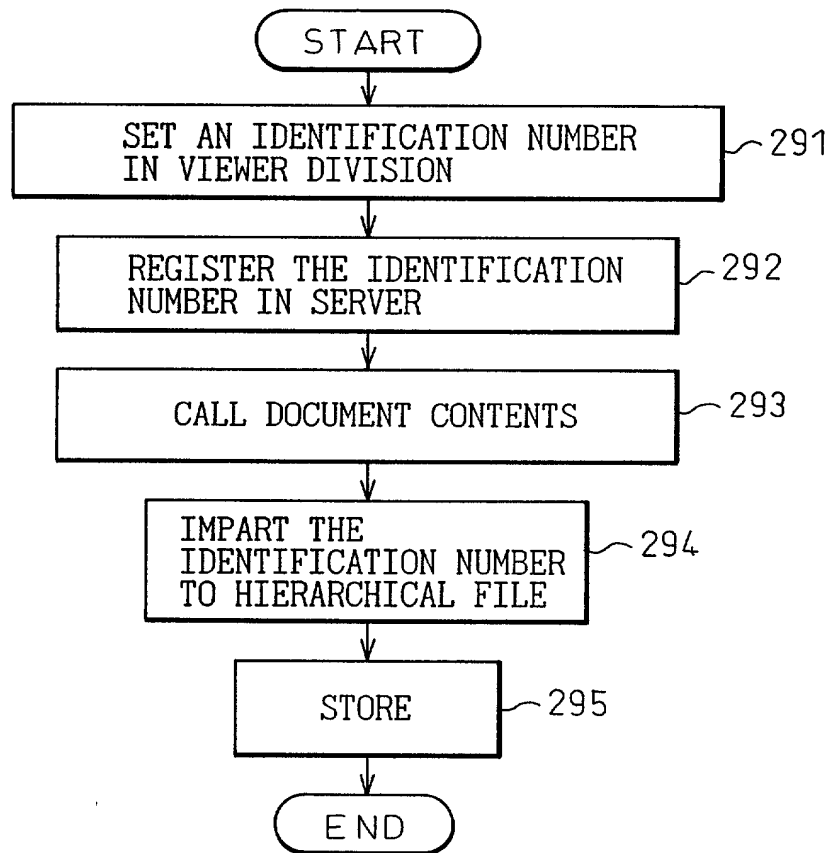 START
SET AN IDENTIFICATION NUMBER
IN VIEWER DIVISION
291
REGISTER THE IDENTIFICATION
NUMBER IN SERVER
292
CALL DOCUMENT CONTENTS
293
IMPART THE
IDENTIFICATION NUMBER
TO HIERARCHICAL FILE
294
STORE
295
END